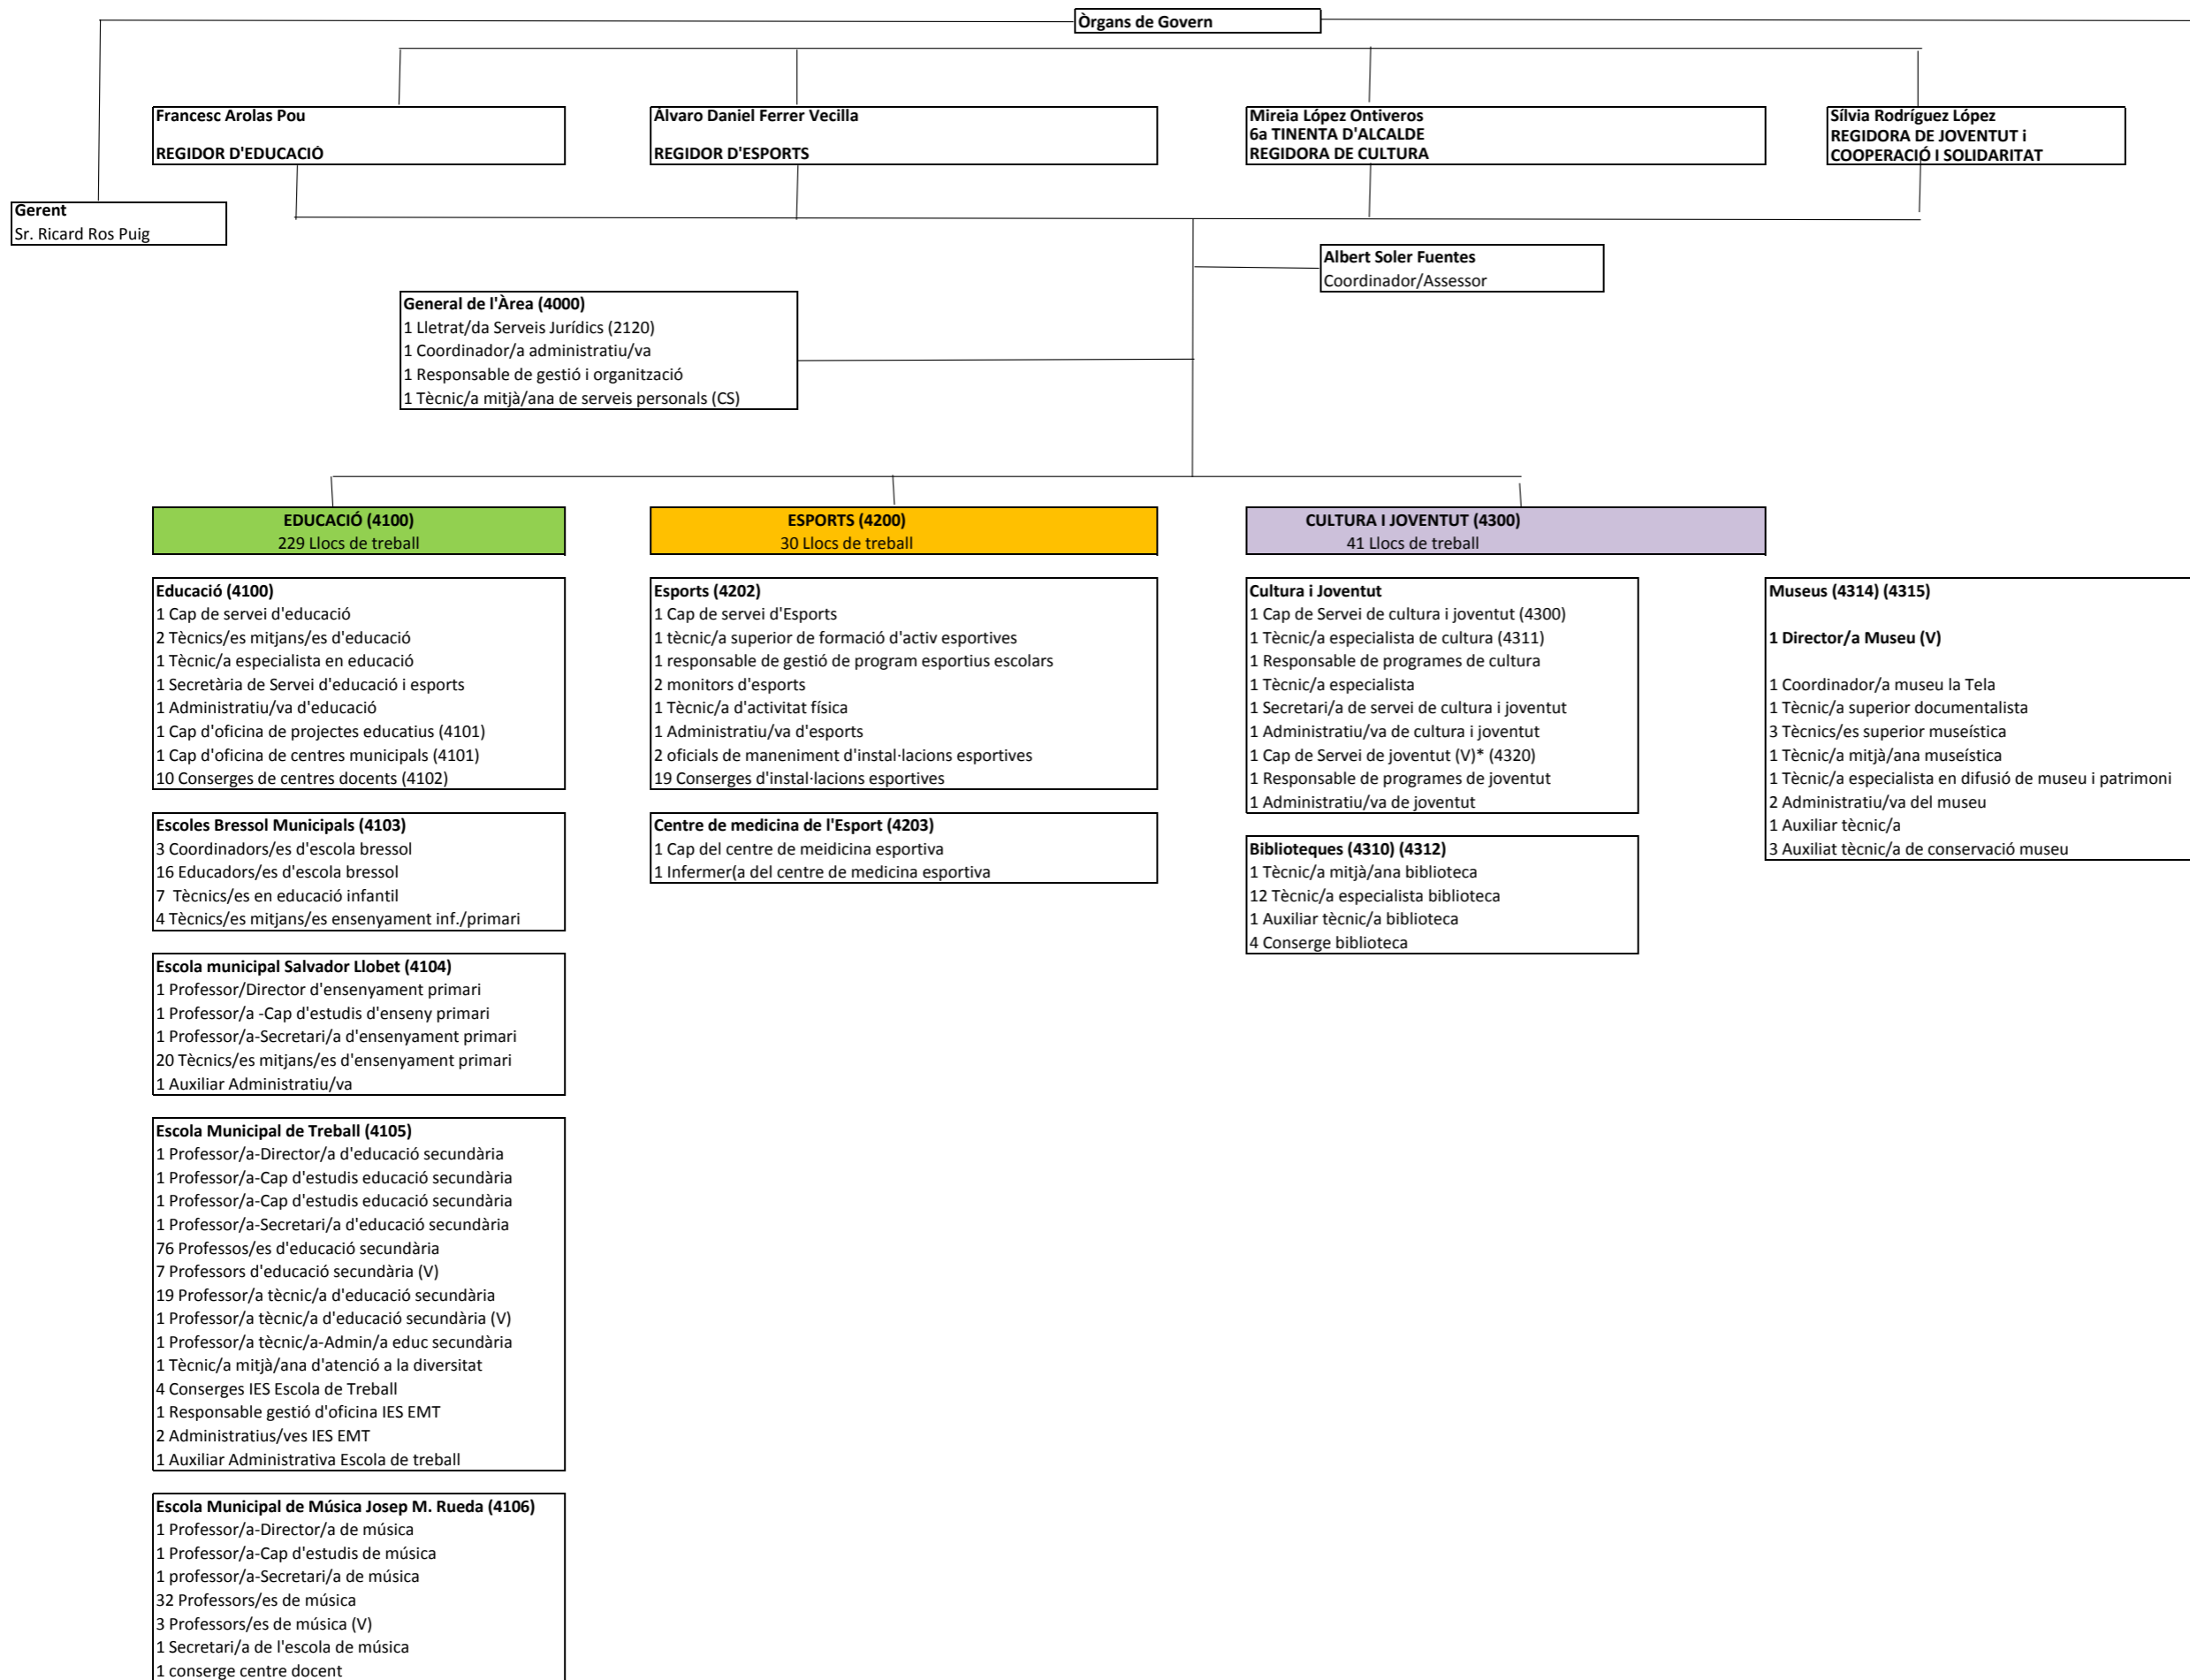 Òrgans de Govern
Francesc Arolas Pou
REGIDOR D'EDUCACIÓ
Àlvaro Daniel Ferrer Vecilla
REGIDOR D'ESPORTS
Mireia López Ontiveros
6a TINENTA D'ALCALDE
REGIDORA DE CULTURA
Sílvia Rodríguez López
REGIDORA DE JOVENTUT i
COOPERACIÓ I SOLIDARITAT
Gerent
Sr. Ricard Ros Puig
Albert Soler Fuentes
Coordinador/Assessor
General de l'Àrea (4000)
1 Lletrat/da Serveis Jurídics (2120)
1 Coordinador/a administratiu/va
1 Responsable de gestió i organització
1 Tècnic/a mitjà/ana de serveis personals (CS)
EDUCACIÓ (4100)
229 Llocs de treball
ESPORTS (4200)
30 Llocs de treball
CULTURA I JOVENTUT (4300)
41 Llocs de treball
Educació (4100)
1 Cap de servei d'educació
2 Tècnics/es mitjans/es d'educació
1 Tècnic/a especialista en educació
1 Secretària de Servei d'educació i esports
1 Administratiu/va d'educació
1 Cap d'oficina de projectes educatius (4101)
1 Cap d'oficina de centres municipals (4101)
10 Conserges de centres docents (4102)
Escoles Bressol Municipals (4103)
3 Coordinadors/es d'escola bressol
16 Educadors/es d'escola bressol
7  Tècnics/es en educació infantil
4 Tècnics/es mitjans/es ensenyament inf./primari
Escola municipal Salvador Llobet (4104)
1 Professor/Director d'ensenyament primari
1 Professor/a -Cap d'estudis d'enseny primari
1 Professor/a-Secretari/a d'ensenyament primari
20 Tècnics/es mitjans/es d'ensenyament primari
1 Auxiliar Administratiu/va
Escola Municipal de Treball (4105)
1 Professor/a-Director/a d'educació secundària
1 Professor/a-Cap d'estudis educació secundària
1 Professor/a-Cap d'estudis educació secundària
1 Professor/a-Secretari/a d'educació secundària
76 Professos/es d'educació secundària
7 Professors d'educació secundària (V)
19 Professor/a tècnic/a d'educació secundària
1 Professor/a tècnic/a d'educació secundària (V)
1 Professor/a tècnic/a-Admin/a educ secundària
1 Tècnic/a mitjà/ana d'atenció a la diversitat
4 Conserges IES Escola de Treball
1 Responsable gestió d'oficina IES EMT
2 Administratius/ves IES EMT
1 Auxiliar Administrativa Escola de treball
Escola Municipal de Música Josep M. Rueda (4106)
1 Professor/a-Director/a de música
1 Professor/a-Cap d'estudis de música
1 professor/a-Secretari/a de música
32 Professors/es de música
3 Professors/es de música (V)
1 Secretari/a de l'escola de música
1 conserge centre docent
Esports (4202)
1 Cap de servei d'Esports
1 tècnic/a superior de formació d'activ esportives
1 responsable de gestió de program esportius escolars
2 monitors d'esports
1 Tècnic/a d'activitat física
1 Administratiu/va d'esports
2 oficials de maneniment d'instal·lacions esportives
19 Conserges d'instal·lacions esportives
Centre de medicina de l'Esport (4203)
1 Cap del centre de meidicina esportiva
1 Infermer(a del centre de medicina esportiva
Cultura i Joventut
1 Cap de Servei de cultura i joventut (4300)
1 Tècnic/a especialista de cultura (4311)
1 Responsable de programes de cultura
1 Tècnic/a especialista
1 Secretari/a de servei de cultura i joventut
1 Administratiu/va de cultura i joventut
1 Cap de Servei de joventut (V)* (4320)
1 Responsable de programes de joventut
1 Administratiu/va de joventut
Biblioteques (4310) (4312)
1 Tècnic/a mitjà/ana biblioteca
12 Tècnic/a especialista biblioteca
1 Auxiliar tècnic/a biblioteca
4 Conserge biblioteca
Museus (4314) (4315)
1 Director/a Museu (V)
1 Coordinador/a museu la Tela
1 Tècnic/a superior documentalista
3 Tècnics/es superior museística
1 Tècnic/a mitjà/ana museística
1 Tècnic/a especialista en difusió de museu i patrimoni
2 Administratiu/va del museu
1 Auxiliar tècnic/a
3 Auxiliat tècnic/a de conservació museu